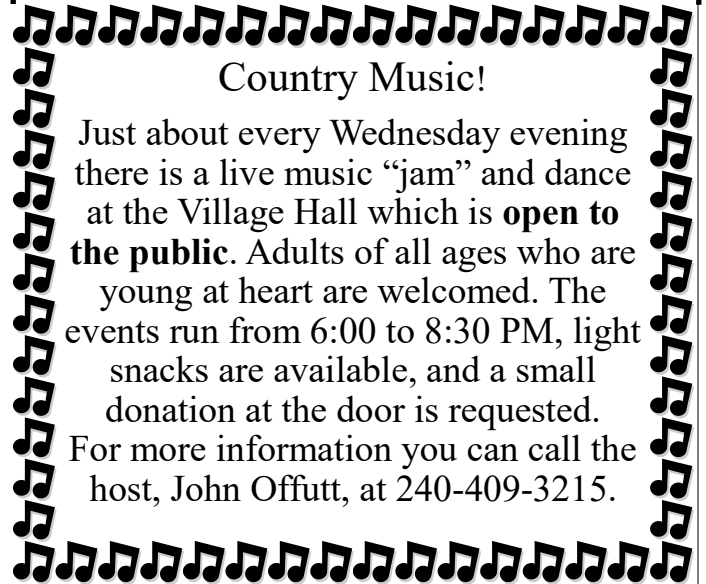 Country Music!
Just about every Wednesday evening
there is a live music “jam” and dance
at the Village Hall which is open to
the public. Adults of all ages who are
young at heart are welcomed. The
events run from 6:00 to 8:30 PM, light
snacks are available, and a small
donation at the door is requested.
For more information you can call the
host, John Offutt, at 240-409-3215.